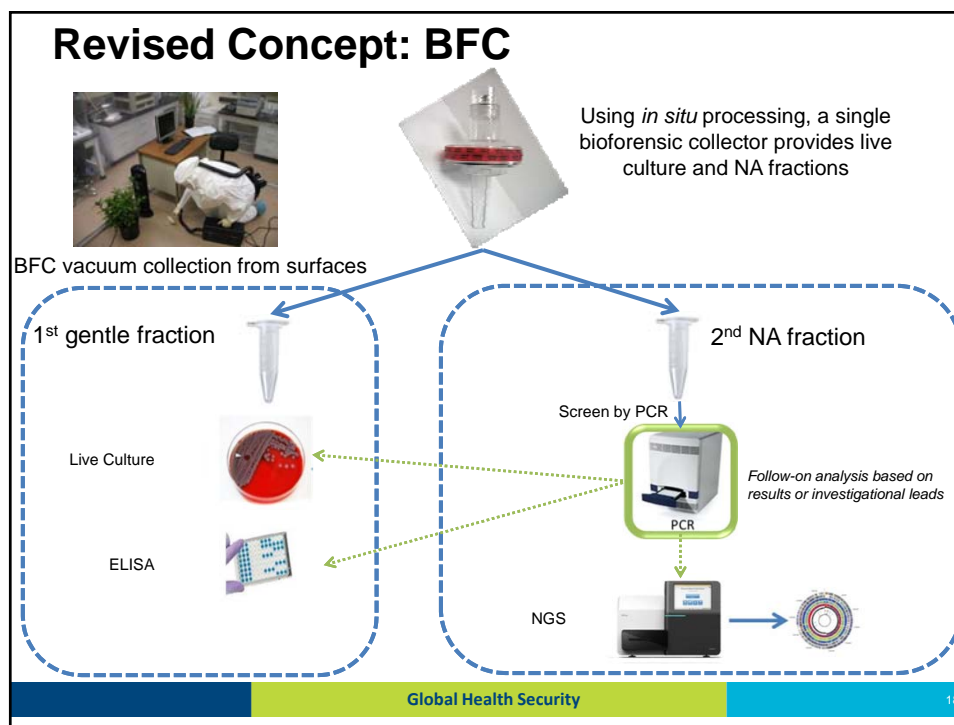 Revised Concept: BFC
Using in situ processing, a single
bioforensic collector provides live
culture and NA fractions
BFC vacuum collection from surfaces
1st gentle fraction
2nd NA fraction
Screen by PCR
Live Culture
Follow-on analysis based on
results or investigational leads
PCR
ELISA
NGS
Global Health Security